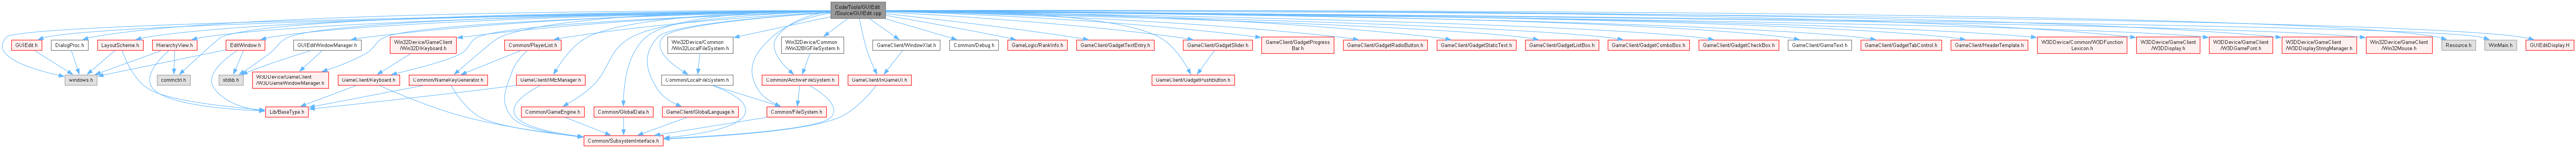 Code/Tools/GUIEdit
/Source/GUIEdit.cpp
GUIEdit.h
DialogProc.h
LayoutScheme.h
HierarchyView.h
EditWindow.h
GUIEditWindowManager.h
Win32Device/GameClient
/Win32DIKeyboard.h
Common/PlayerList.h
Win32Device/Common
/Win32LocalFileSystem.h
Win32Device/Common
/Win32BIGFileSystem.h
GameClient/WindowXlat.h
Common/Debug.h
GameLogic/RankInfo.h
GameClient/GadgetTextEntry.h
GameClient/GadgetSlider.h
GameClient/GadgetProgress
Bar.h
GameClient/GadgetRadioButton.h
GameClient/GadgetStaticText.h
GameClient/GadgetListBox.h
GameClient/GadgetComboBox.h
GameClient/GadgetCheckBox.h
GameClient/GameText.h
GameClient/GadgetTabControl.h
GameClient/HeaderTemplate.h
W3DDevice/Common/W3DFunction
Lexicon.h
W3DDevice/GameClient
/W3DDisplay.h
W3DDevice/GameClient
/W3DGameFont.h
W3DDevice/GameClient
/W3DDisplayStringManager.h
Win32Device/GameClient
/Win32Mouse.h
Resource.h
WinMain.h
GUIEditDisplay.H
windows.h
commctrl.h
stdlib.h
W3DDevice/GameClient
/W3DGameWindowManager.h
GameClient/Keyboard.h
Common/NameKeyGenerator.h
GameClient/IMEManager.h
Common/LocalFileSystem.h
Common/ArchiveFileSystem.h
GameClient/InGameUI.h
GameClient/GadgetPushButton.h
Lib/BaseType.h
Common/GameEngine.h
Common/GlobalData.h
GameClient/GlobalLanguage.h
Common/FileSystem.h
Common/SubsystemInterface.h